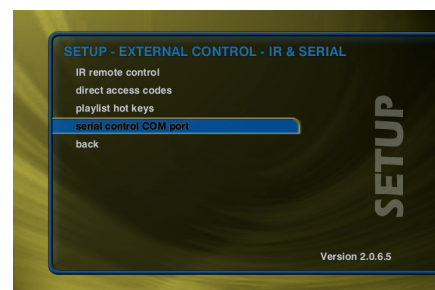 SETUP - EXTERNAL CONTROL - IR & SERIAL
IR remote control
direct access codes
playlist hot keys
serial control COM port
back
SETUP
Version 2.0.6.5